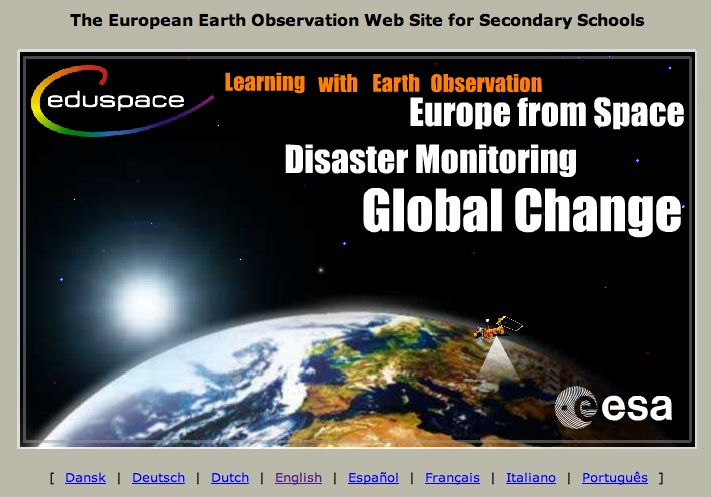 The European Earth Observation Web Site for Secondary Schools
eduspace
Learning with Earth Observation
Europe from Space
Disaster Monitoring
Global Change
esa
[ Dansk | Deutsch | Dutch | English | Español | Français | Italiano | Português ]